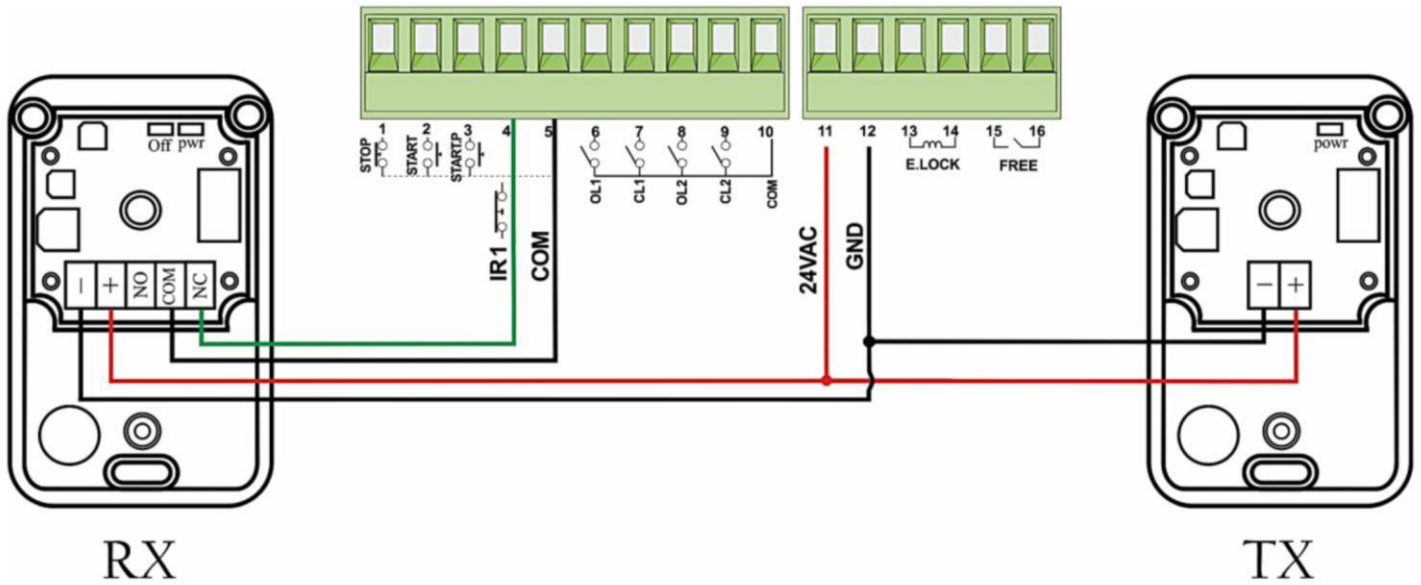 1 2 3 4 5 6 7 8 9 10 11 12 13 14 15 16
STOP
START
START.P
OL1
CL1
OL2
CL2
COM
E.LOCK
FREE
IR1
COM
24VAC
GND
Off pwr
− + NO COM NC
powr
− +
RX
TX